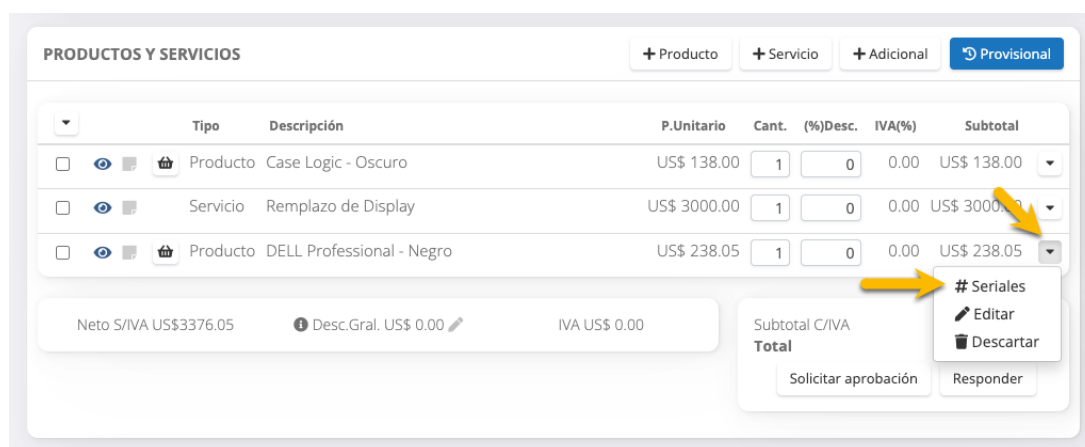 PRODUCTOS Y SERVICIOS + Producto + Servicio + Adicional Provisional
Tipo Descripción P.Unitario Cant. (%)Desc. IVA(%) Subtotal
Producto Case Logic - Oscuro US$ 138.00 1 0 0.00 US$ 138.00
Servicio Remplazo de Display US$ 3000.00 1 0 0.00 US$ 3000.00
Producto DELL Professional - Negro US$ 238.05 1 0 0.00 US$ 238.05
# Seriales
Editar
Descartar
Neto S/IVA US$3376.05 Desc.Gral. US$ 0.00 IVA US$ 0.00 Subtotal C/IVA
Total
Solicitar aprobación Responder